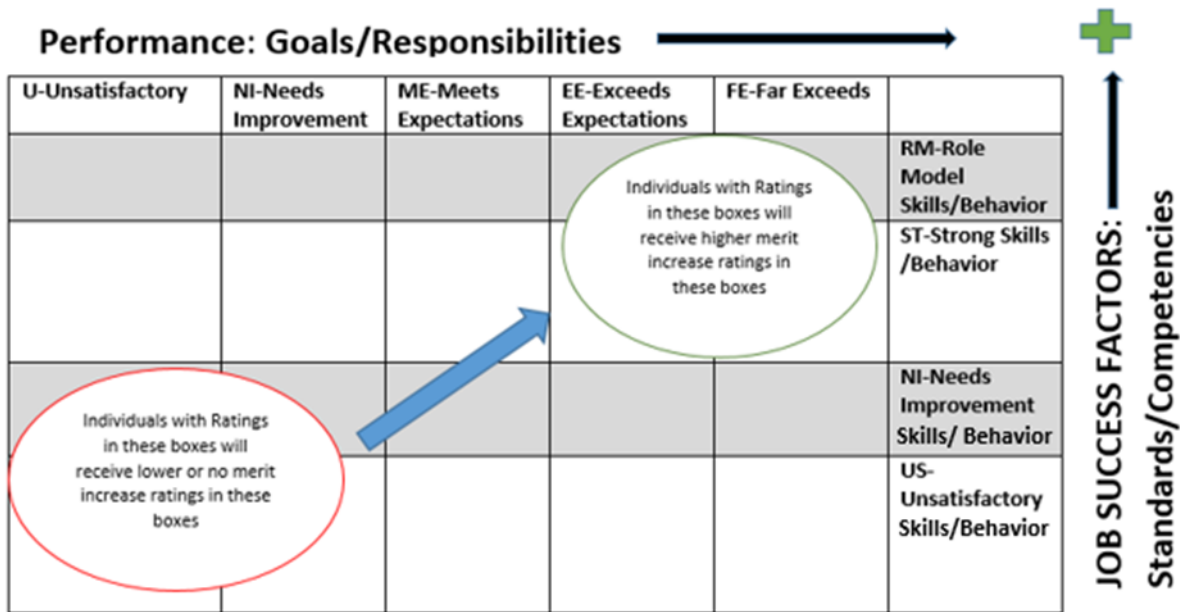 Performance: Goals/Responsibilities
U-Unsatisfactory
NI-Needs
Improvement
ME-Meets
Expectations
EE-Exceeds
Expectations
FE-Far Exceeds
RM-Role
Model
Skills/Behavior
Individuals with Ratings
in these boxes will
receive higher merit
increase ratings in
these boxes
ST-Strong Skills
/Behavior
NI-Needs
Improvement
Skills/ Behavior
Individuals with Ratings
in these boxes will
receive lower or no merit
increase ratings in these
boxes
US-
Unsatisfactory
Skills/Behavior
JOB SUCCESS FACTORS:
Standards/Competencies